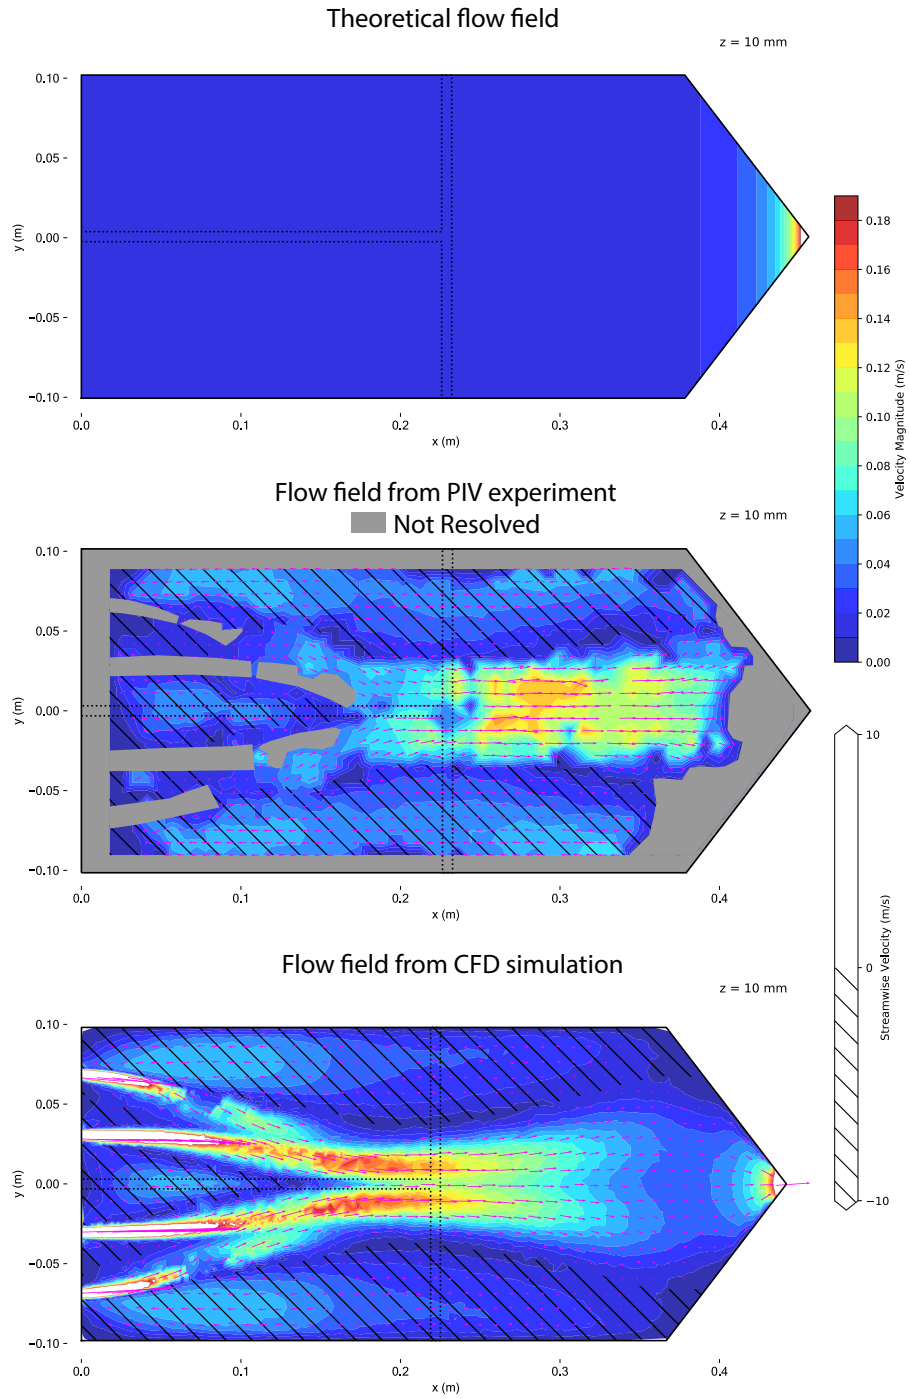 Theoretical flow field
z = 10 mm
0.10
0.05
0.00
−0.05
−0.10
y (m)
0.0 0.1 0.2 0.3 0.4
x (m)
Flow field from PIV experiment
Not Resolved
z = 10 mm
0.10
0.05
0.00
−0.05
−0.10
y (m)
0.0 0.1 0.2 0.3 0.4
x (m)
Flow field from CFD simulation
z = 10 mm
0.10
0.05
0.00
−0.05
−0.10
y (m)
0.0 0.1 0.2 0.3 0.4
x (m)
0.18
0.16
0.14
0.12
0.10
0.08
0.06
0.04
0.02
0.00
Velocity Magnitude (m/s)
10
0
−10
Streamwise Velocity (m/s)